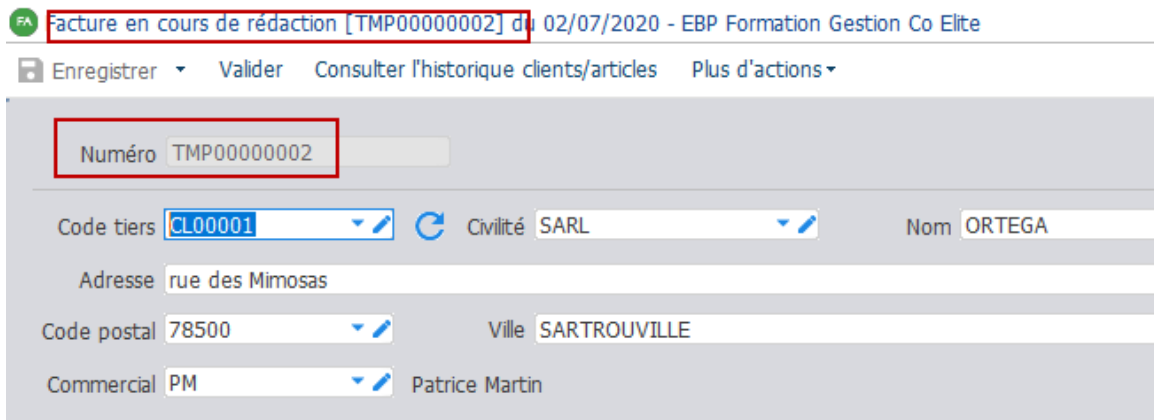 FA Facture en cours de rédaction [TMP00000002] du 02/07/2020 - EBP Formation Gestion Co Elite
Enregistrer Valider Consulter l'historique clients/articles Plus d'actions
Numéro TMP00000002
Code tiers CL00001 Civilité SARL Nom ORTEGA
Adresse rue des Mimosas
Code postal 78500 Ville SARTROUVILLE
Commercial PM Patrice Martin